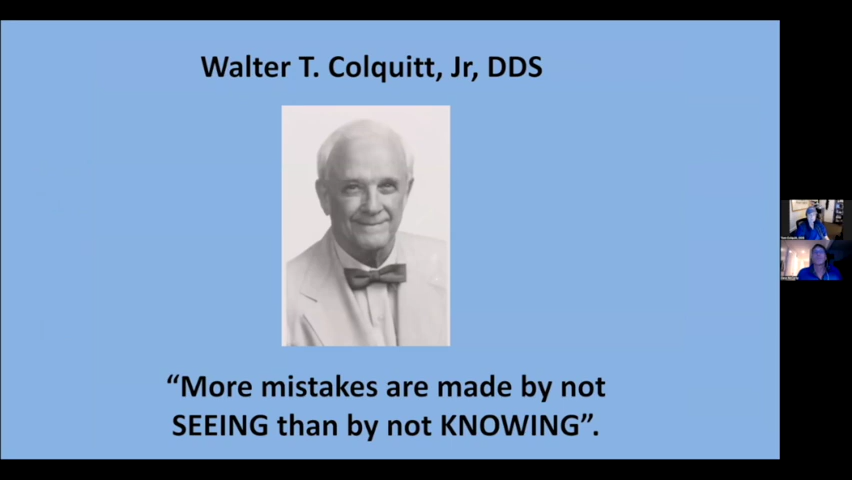 Walter T. Colquitt, Jr, DDS
“More mistakes are made by not
SEEING than by not KNOWING”.